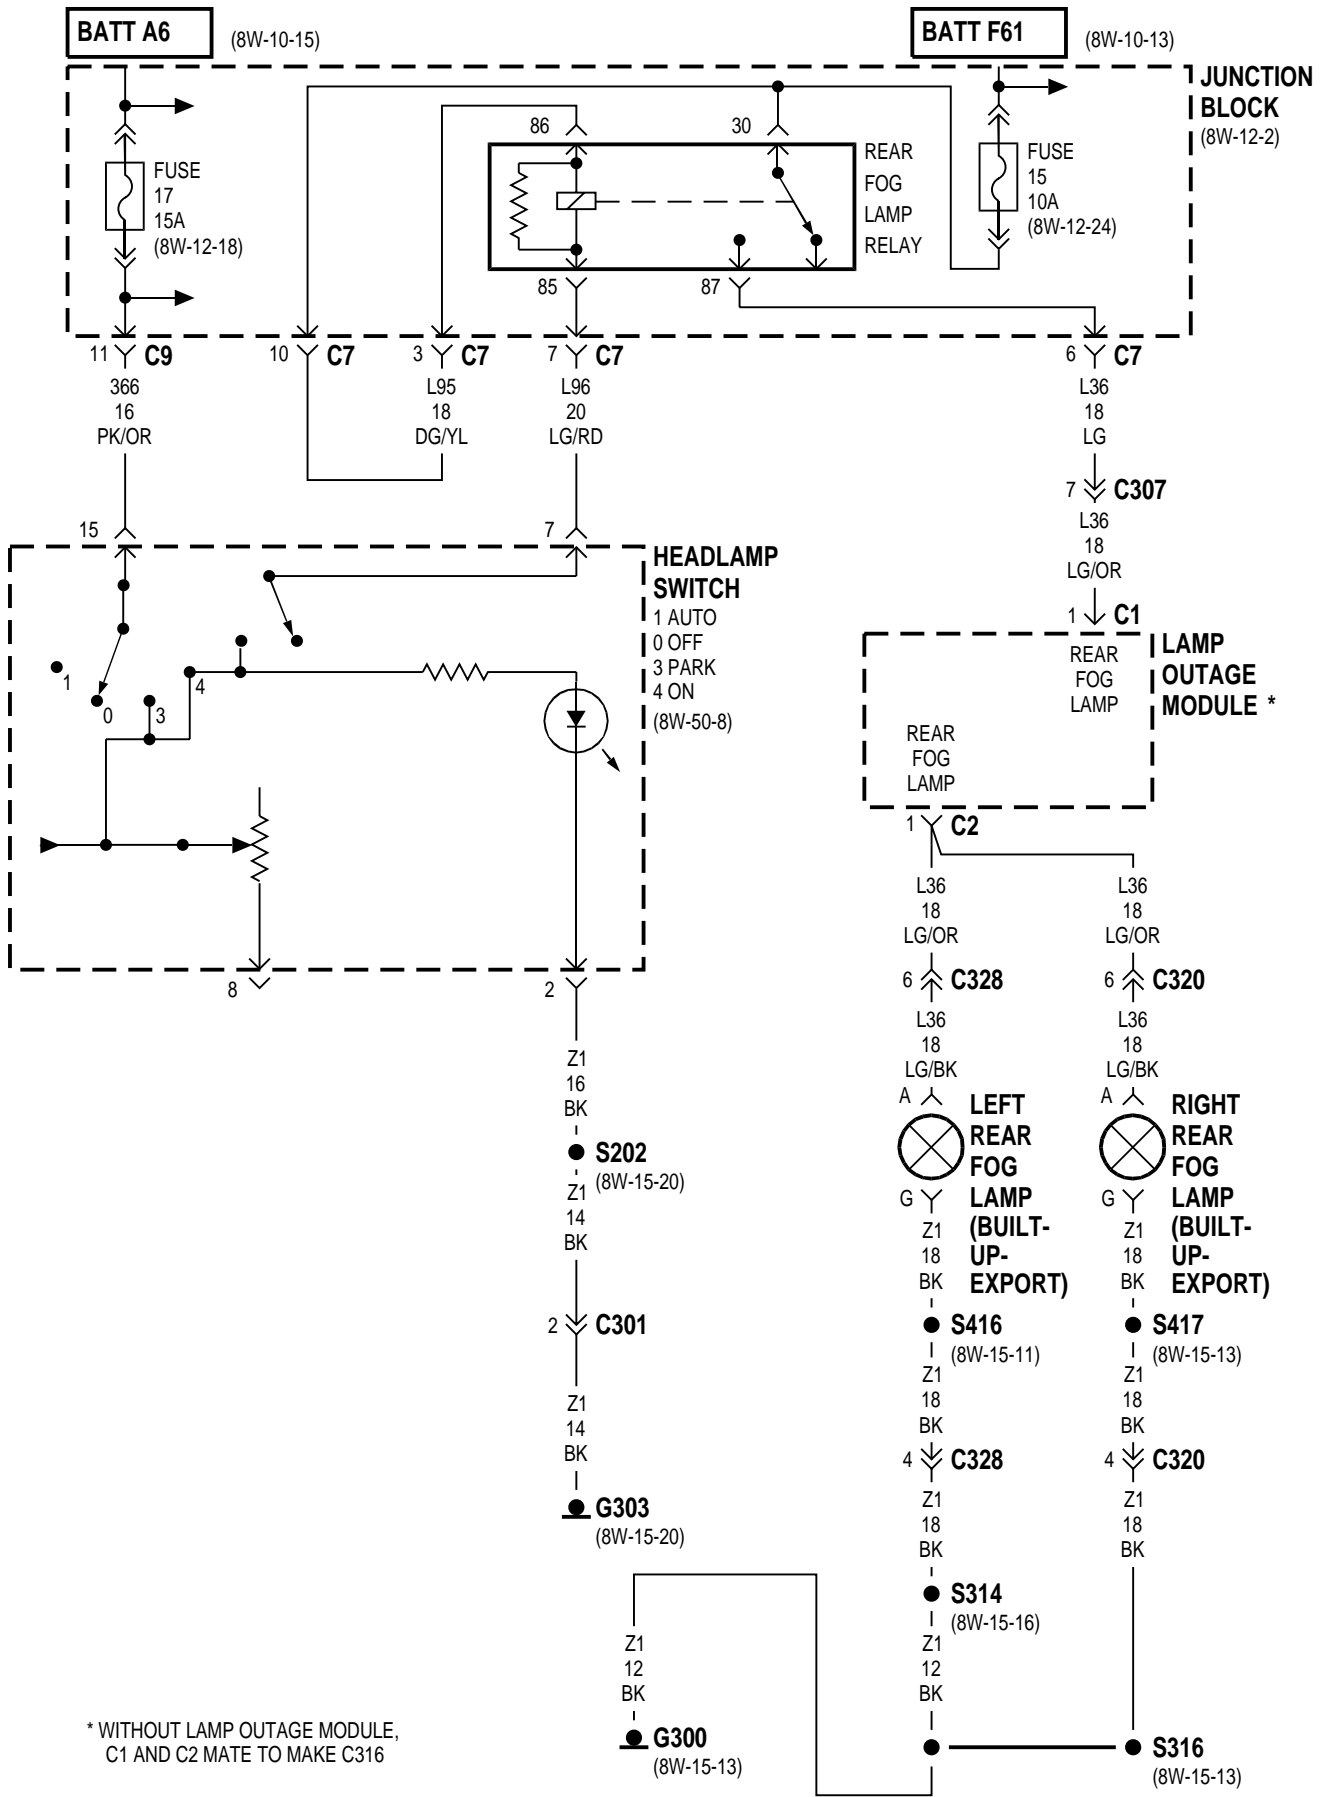 BATT A6
(8W-10-15)
BATT F61
(8W-10-13)
JUNCTION
BLOCK
(8W-12-2)
86
30
REAR
FOG
LAMP
RELAY
FUSE
17
15A
(8W-12-18)
FUSE
15
10A
(8W-12-24)
85
87
11 C9
10 C7
3 C7
7 C7
6 C7
366
16
PK/OR
L95
18
DG/YL
L96
20
LG/RD
L36
18
LG
7 C307
L36
18
LG/OR
15
7
HEADLAMP
SWITCH
1 AUTO
0 OFF
3 PARK
4 ON
(8W-50-8)
1
0
3
4
8
2
1 C1
REAR
FOG
LAMP
LAMP
OUTAGE
MODULE *
REAR
FOG
LAMP
1 C2
L36
18
LG/OR
L36
18
LG/OR
6 C328
6 C320
L36
18
LG/BK
L36
18
LG/BK
A
LEFT
REAR
FOG
LAMP
(BUILT-
UP-
EXPORT)
G
A
RIGHT
REAR
FOG
LAMP
(BUILT-
UP-
EXPORT)
G
Z1
16
BK
S202
(8W-15-20)
Z1
14
BK
2 C301
Z1
14
BK
G303
(8W-15-20)
Z1
18
BK
Z1
18
BK
S416
(8W-15-11)
S417
(8W-15-13)
Z1
18
BK
Z1
18
BK
4 C328
4 C320
Z1
18
BK
Z1
18
BK
S314
(8W-15-16)
Z1
12
BK
Z1
12
BK
G300
(8W-15-13)
S316
(8W-15-13)
* WITHOUT LAMP OUTAGE MODULE,
C1 AND C2 MATE TO MAKE C316